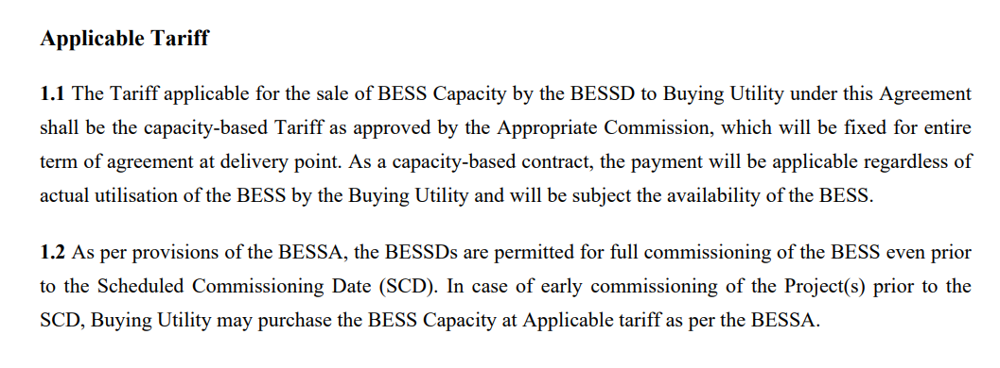 Applicable Tariff
1.1 The Tariff applicable for the sale of BESS Capacity by the BESSD to Buying Utility under this Agreement
shall be the capacity-based Tariff as approved by the Appropriate Commission, which will be fixed for entire
term of agreement at delivery point. As a capacity-based contract, the payment will be applicable regardless of
actual utilisation of the BESS by the Buying Utility and will be subject the availability of the BESS.
1.2 As per provisions of the BESSA, the BESSDs are permitted for full commissioning of the BESS even prior
to the Scheduled Commissioning Date (SCD). In case of early commissioning of the Project(s) prior to the
SCD, Buying Utility may purchase the BESS Capacity at Applicable tariff as per the BESSA.